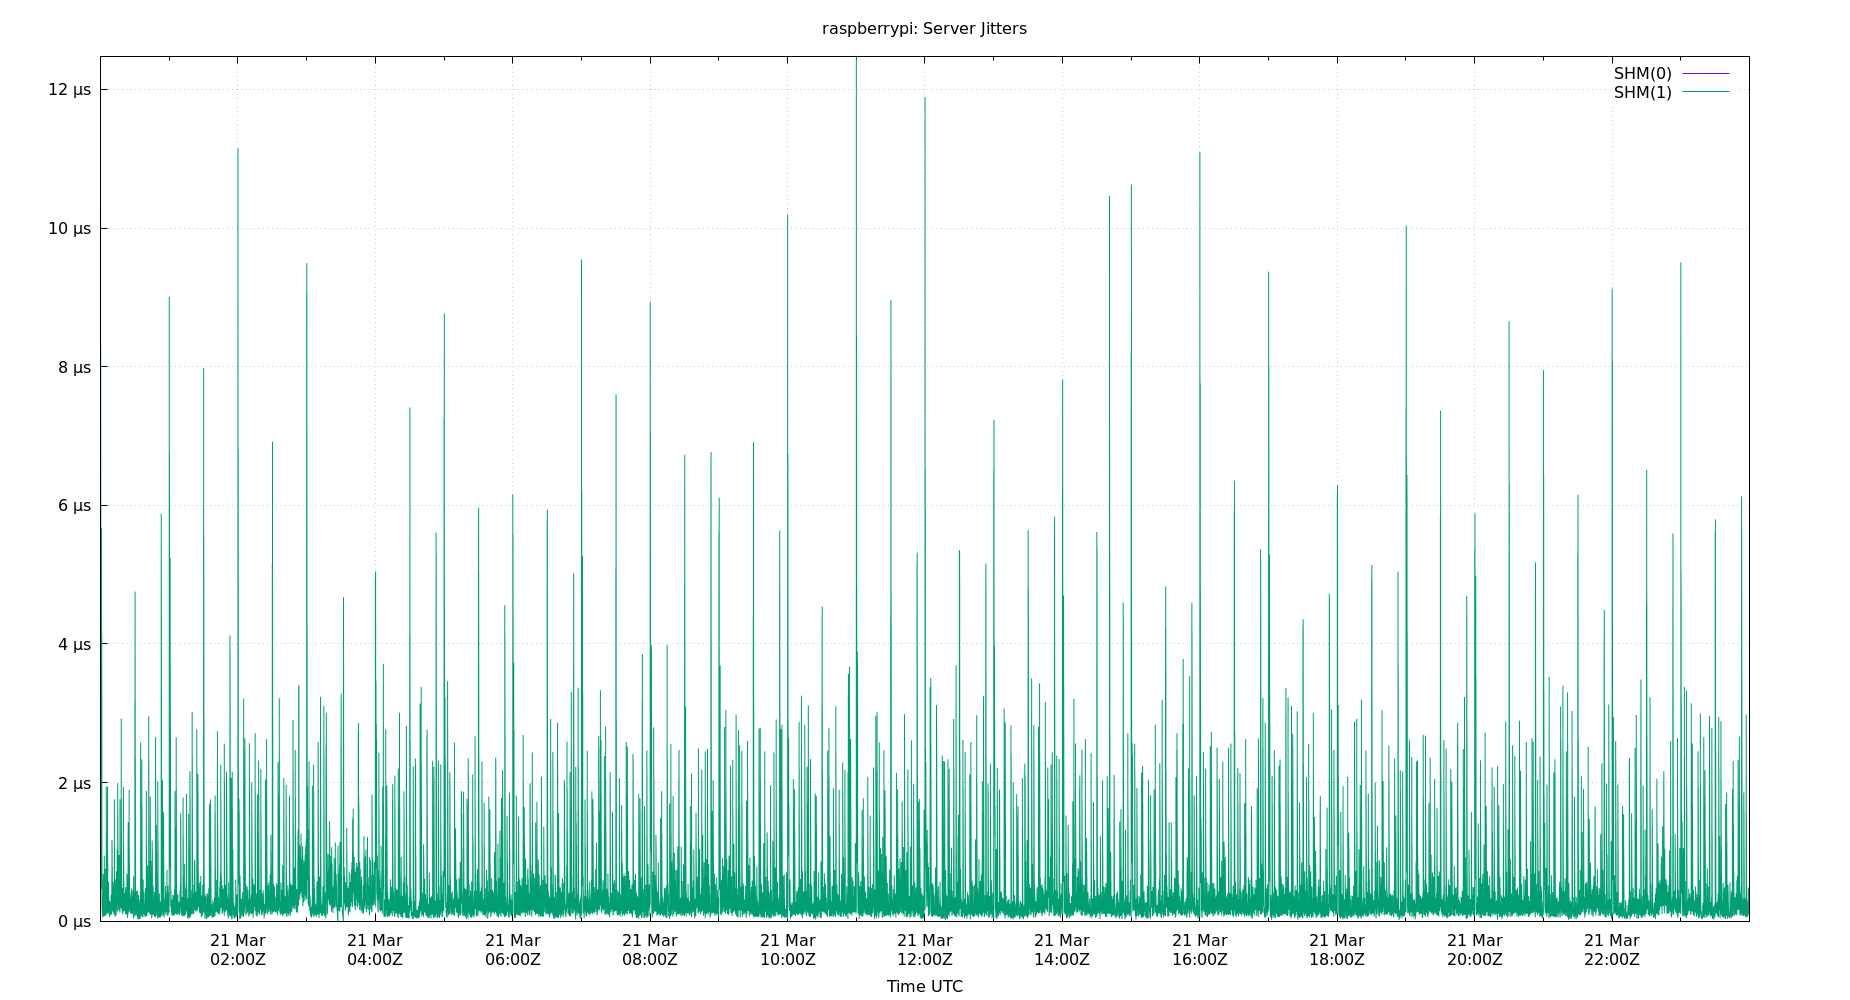 raspberrypi: Server Jitters
SHM(0)
SHM(1)
12 µs
10 µs
8 µs
6 µs
4 µs
2 µs
0 µs
21 Mar 21 Mar 21 Mar 21 Mar 21 Mar 21 Mar 21 Mar 21 Mar 21 Mar 21 Mar 21 Mar
02:00Z 04:00Z 06:00Z 08:00Z 10:00Z 12:00Z 14:00Z 16:00Z 18:00Z 20:00Z 22:00Z
Time UTC